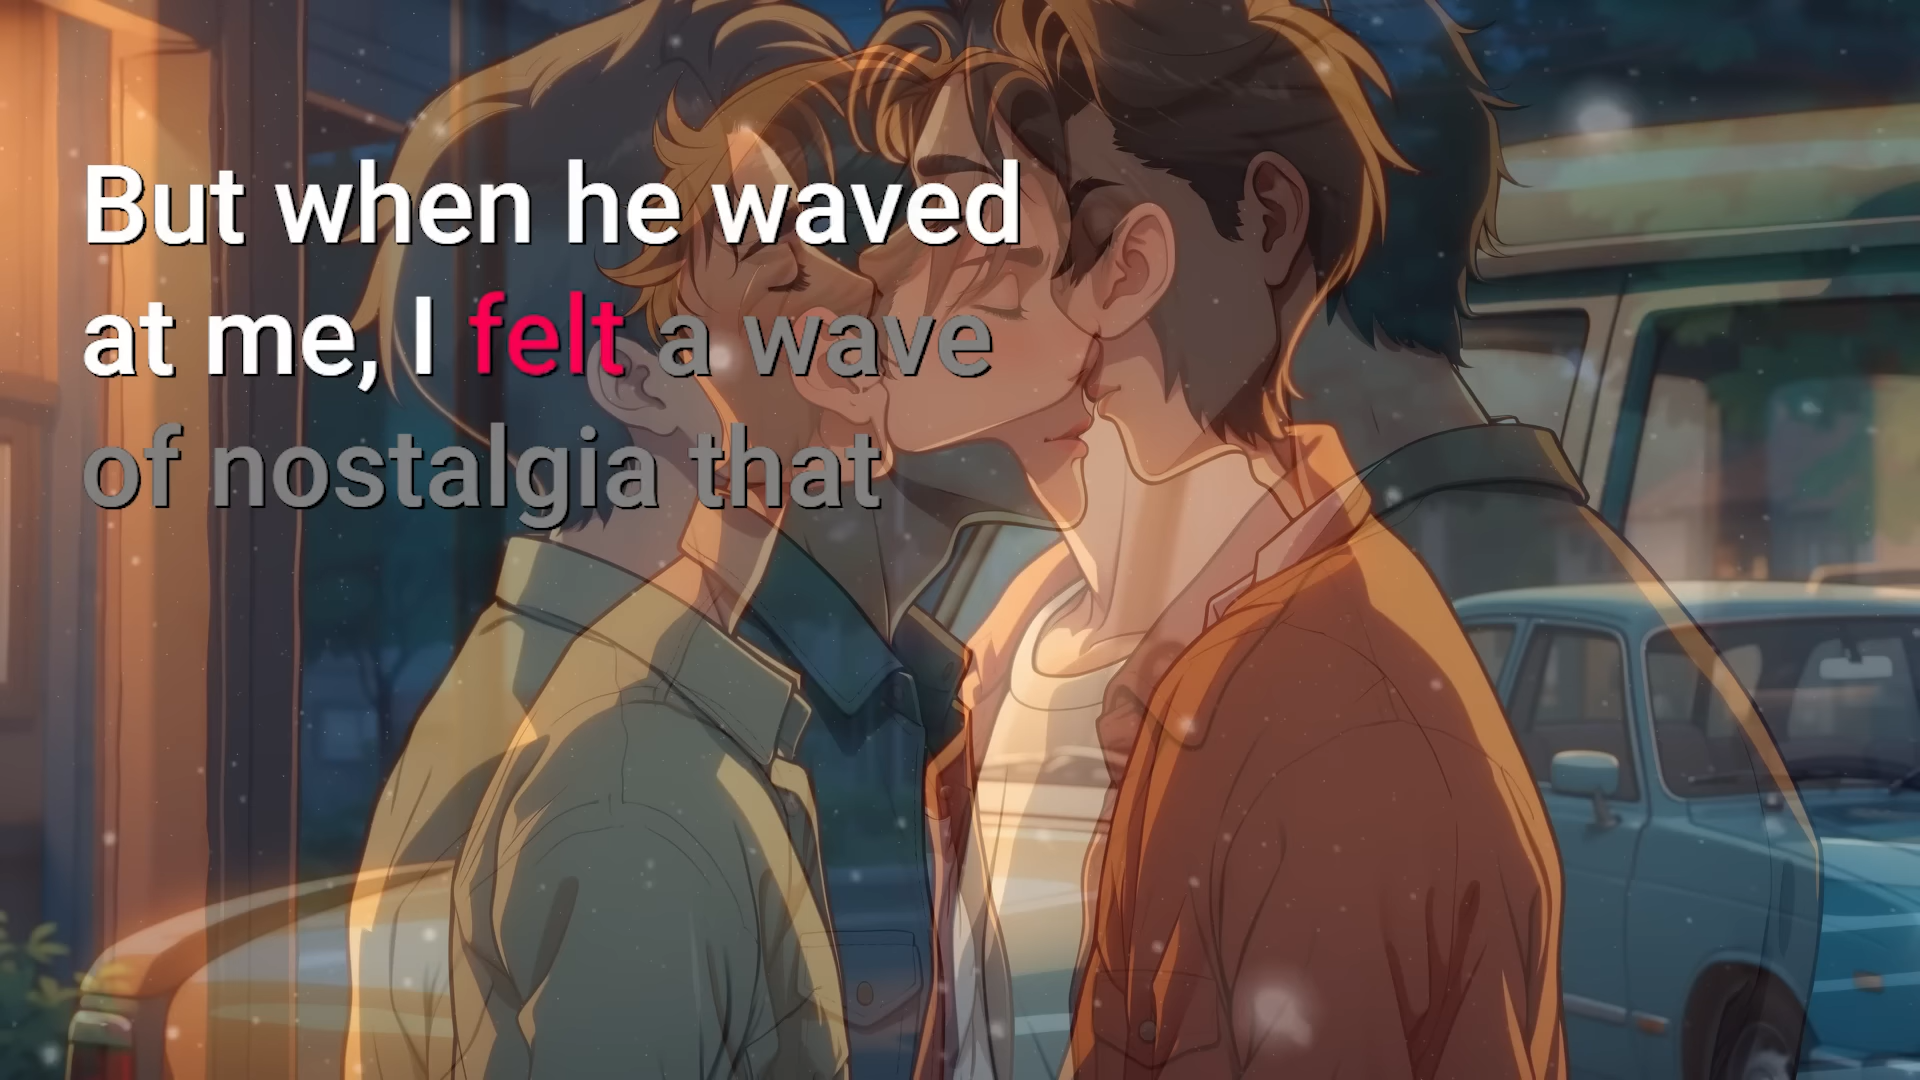 But when he waved
at me, I felt a wave
of nostalgia that